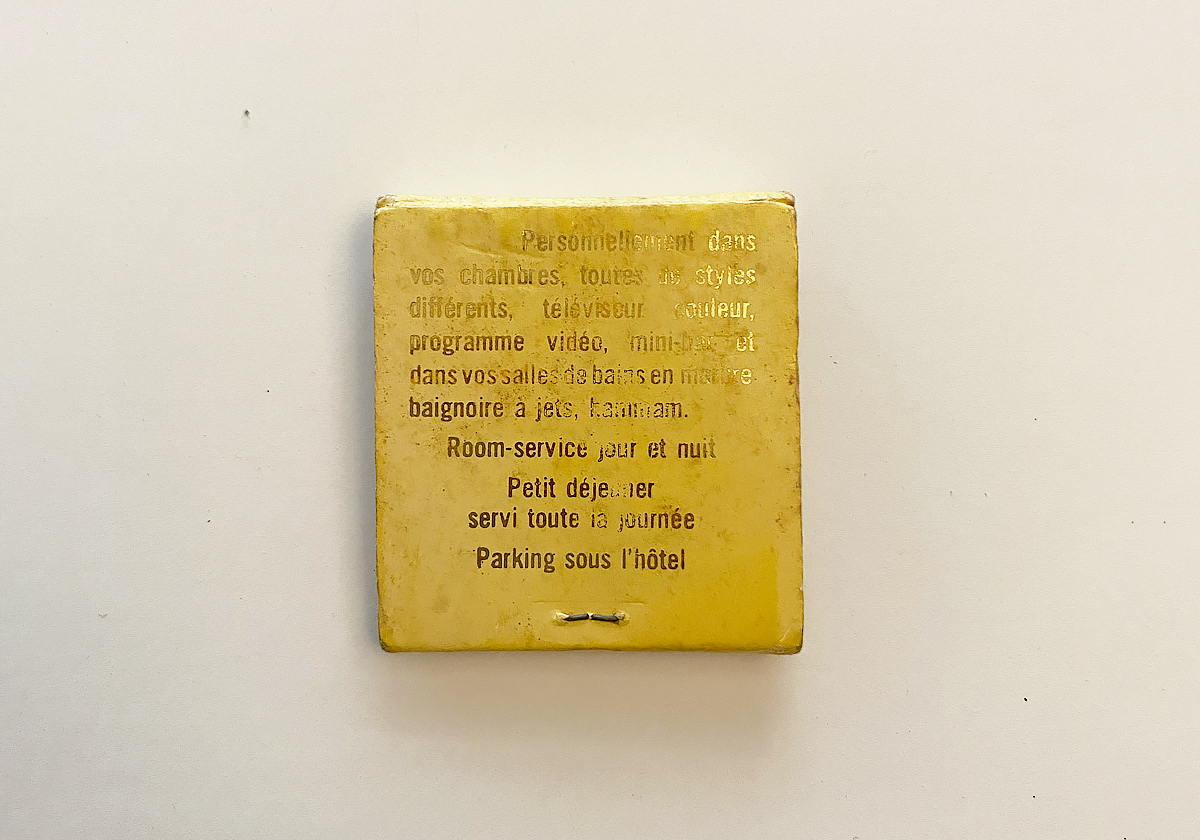 Personnellement dans
vos chambres, toutes de styles
différents, téléviseur couleur,
programme vidéo, mini-bar et
dans vos salles de bains en marbre
baignoire à jets, hammam.
Room-service jour et nuit
Petit déjeuner
servi toute la journée
Parking sous l'hôtel